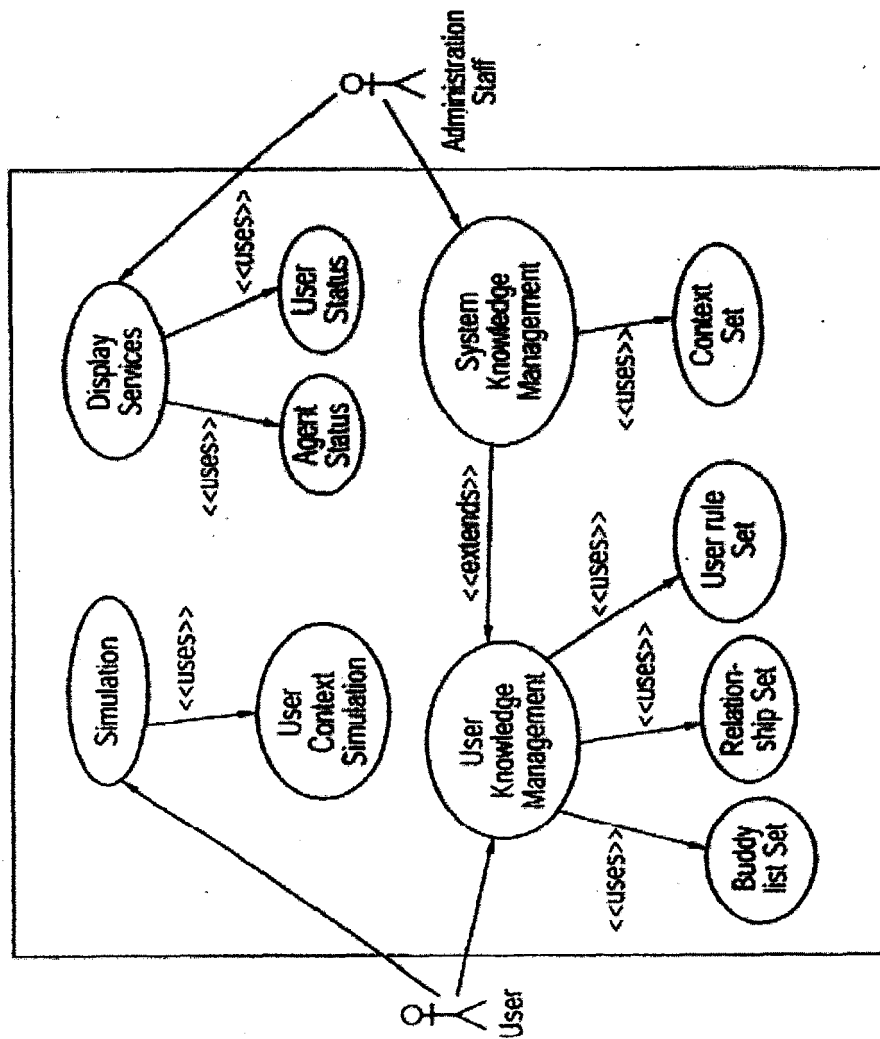 Simulation
<<uses>>
User
Context
Simulation
Display
Services
<<uses>>
Agent
Status
<<uses>>
User
Status
User
Administration
Staff
User
Knowledge
Management
<<extends>>
System
Knowledge
Management
<<uses>>
Buddy
list Set
<<uses>>
Relation-
ship Set
<<uses>>
User rule
Set
<<uses>>
Context
Set